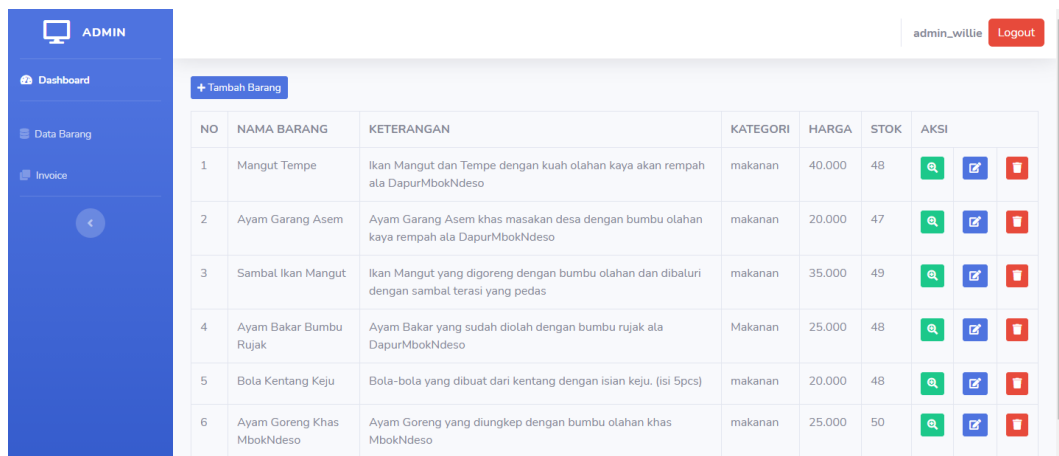 ADMIN
admin_willie Logout
Dashboard
+ Tambah Barang
Data Barang
Invoice
NO NAMA BARANG KETERANGAN KATEGORI HARGA STOK AKSI
1 Mangut Tempe Ikan Mangut dan Tempe dengan kuah olahan kaya akan rempah makanan 40.000 48
ala DapurMbokNdeso
2 Ayam Garang Asem Ayam Garang Asem khas masakan desa dengan bumbu olahan makanan 20.000 47
kaya rempah ala DapurMbokNdeso
3 Sambal Ikan Mangut Ikan Mangut yang digoreng dengan bumbu olahan dan dibaluri makanan 35.000 49
dengan sambal terasi yang pedas
4 Ayam Bakar Bumbu Ayam Bakar yang sudah diolah dengan bumbu rujak ala Makanan 25.000 48
Rujak DapurMbokNdeso
5 Bola Kentang Keju Bola-bola yang dibuat dari kentang dengan isian keju. (isi 5pcs) makanan 20.000 48
6 Ayam Goreng Khas Ayam Goreng yang diungkep dengan bumbu olahan khas makanan 25.000 50
MbokNdeso MbokNdeso